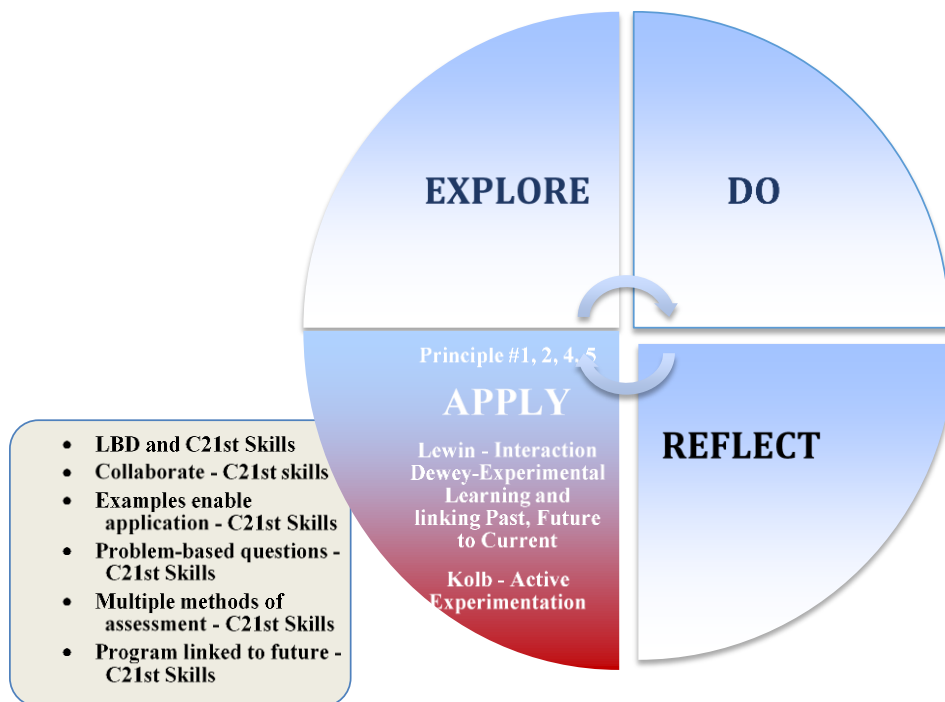 EXPLORE
DO
Principle #1, 2, 4, 5
APPLY
Lewin - Interaction
Dewey-Experimental
Learning and
linking Past, Future
to Current
Kolb - Active
Experimentation
REFLECT
• LBD and C21st Skills
• Collaborate - C21st skills
• Examples enable
application - C21st Skills
• Problem-based questions -
C21st Skills
• Multiple methods of
assessment - C21st Skills
• Program linked to future -
C21st Skills